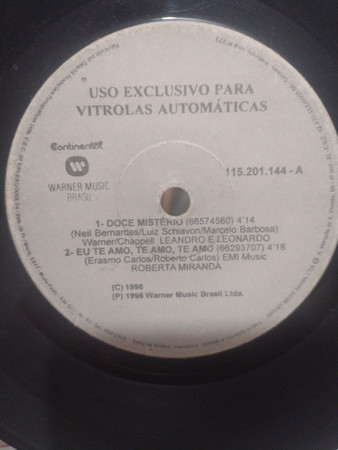 USO EXCLUSIVO PARA
VITROLAS AUTOMÁTICAS
Continental
WARNER MUSIC
BRASIL
115.201.144 - A
1- DOCE MISTÉRIO (66574560) 4'14
(Neil Bernardes/Luiz Schiavon/Marcelo Barbosa)
Warner/Chappell LEANDRO E LEONARDO
2- EU TE AMO, TE AMO, TE AMO (66293707) 4'18
(Erasmo Carlos/Roberto Carlos) EMI Music
ROBERTA MIRANDA
(C) 1996
(P) 1996 Warner Music Brasil Ltda.